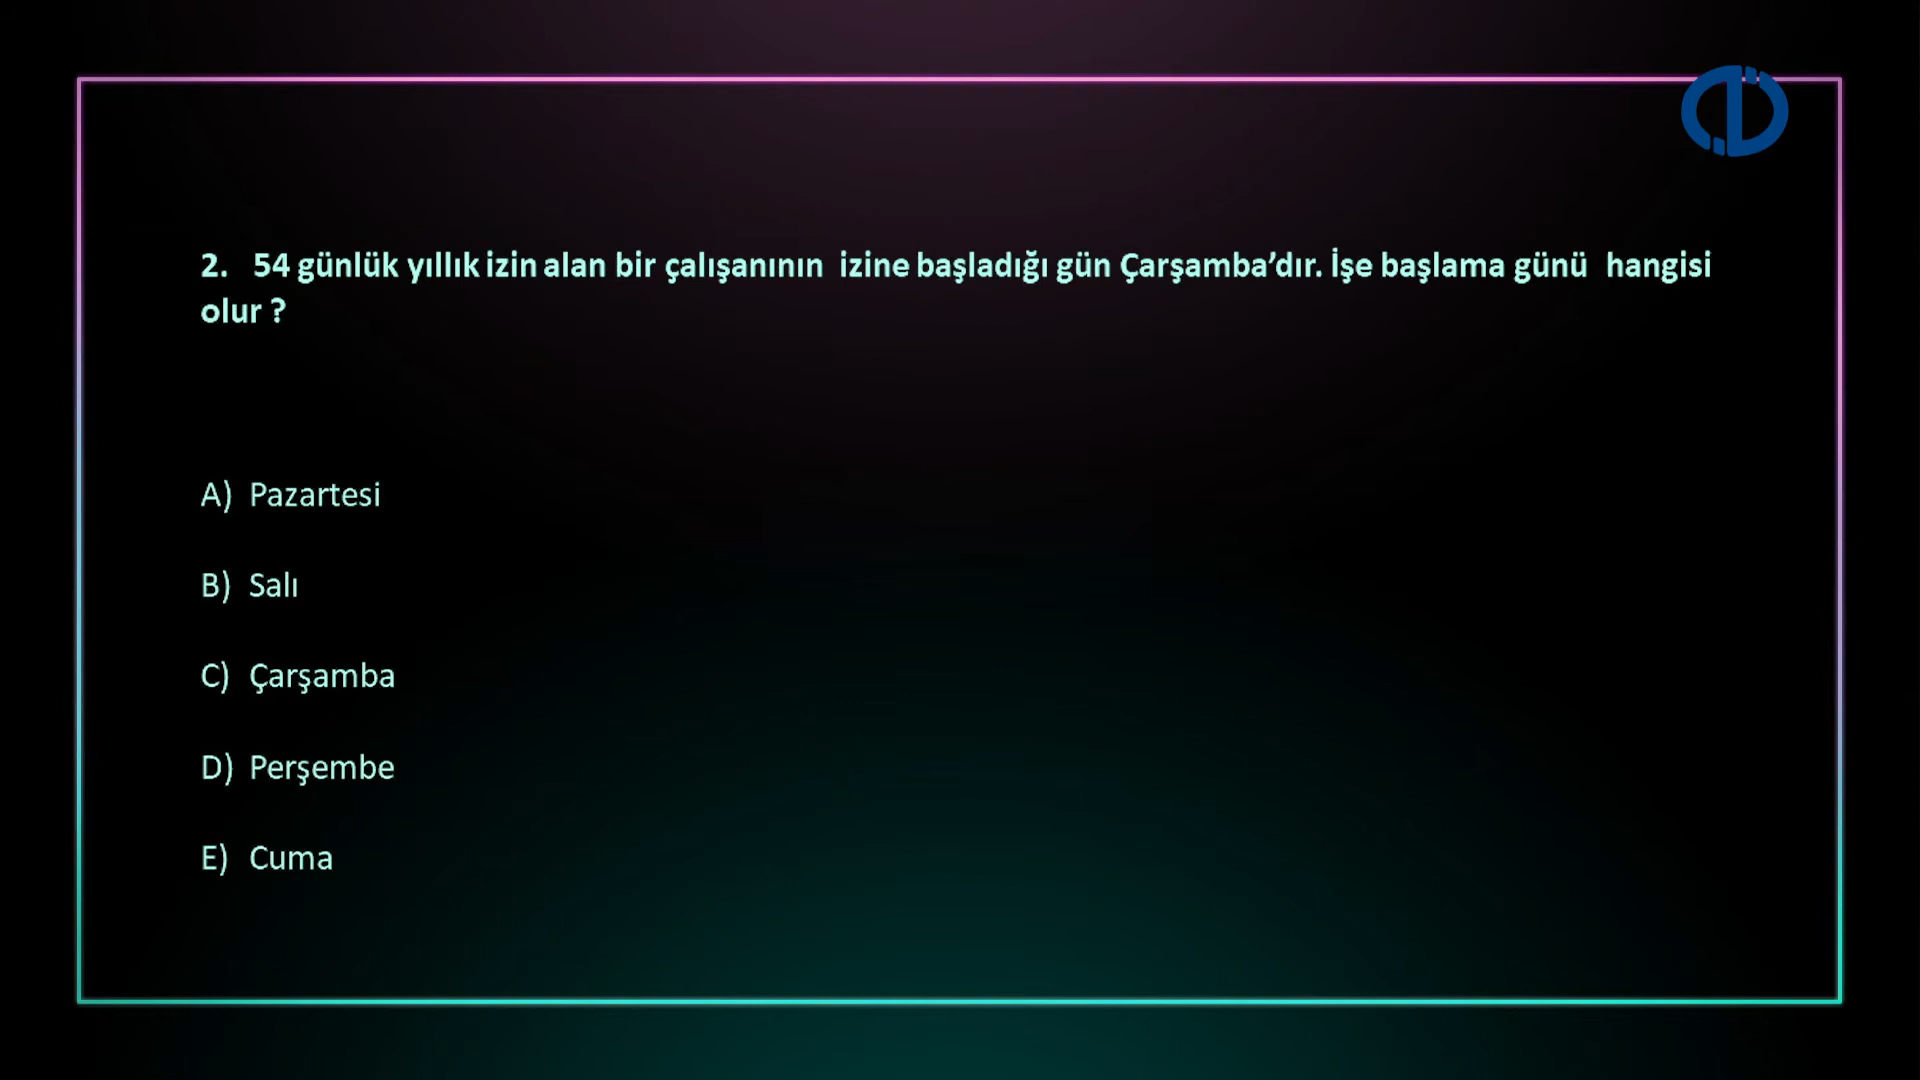 2. 54 günlük yıllık izin alan bir çalışanının izine başladığı gün Çarşamba’dır. İşe başlama günü hangisi
olur ?
A) Pazartesi
B) Salı
C) Çarşamba
D) Perşembe
E) Cuma